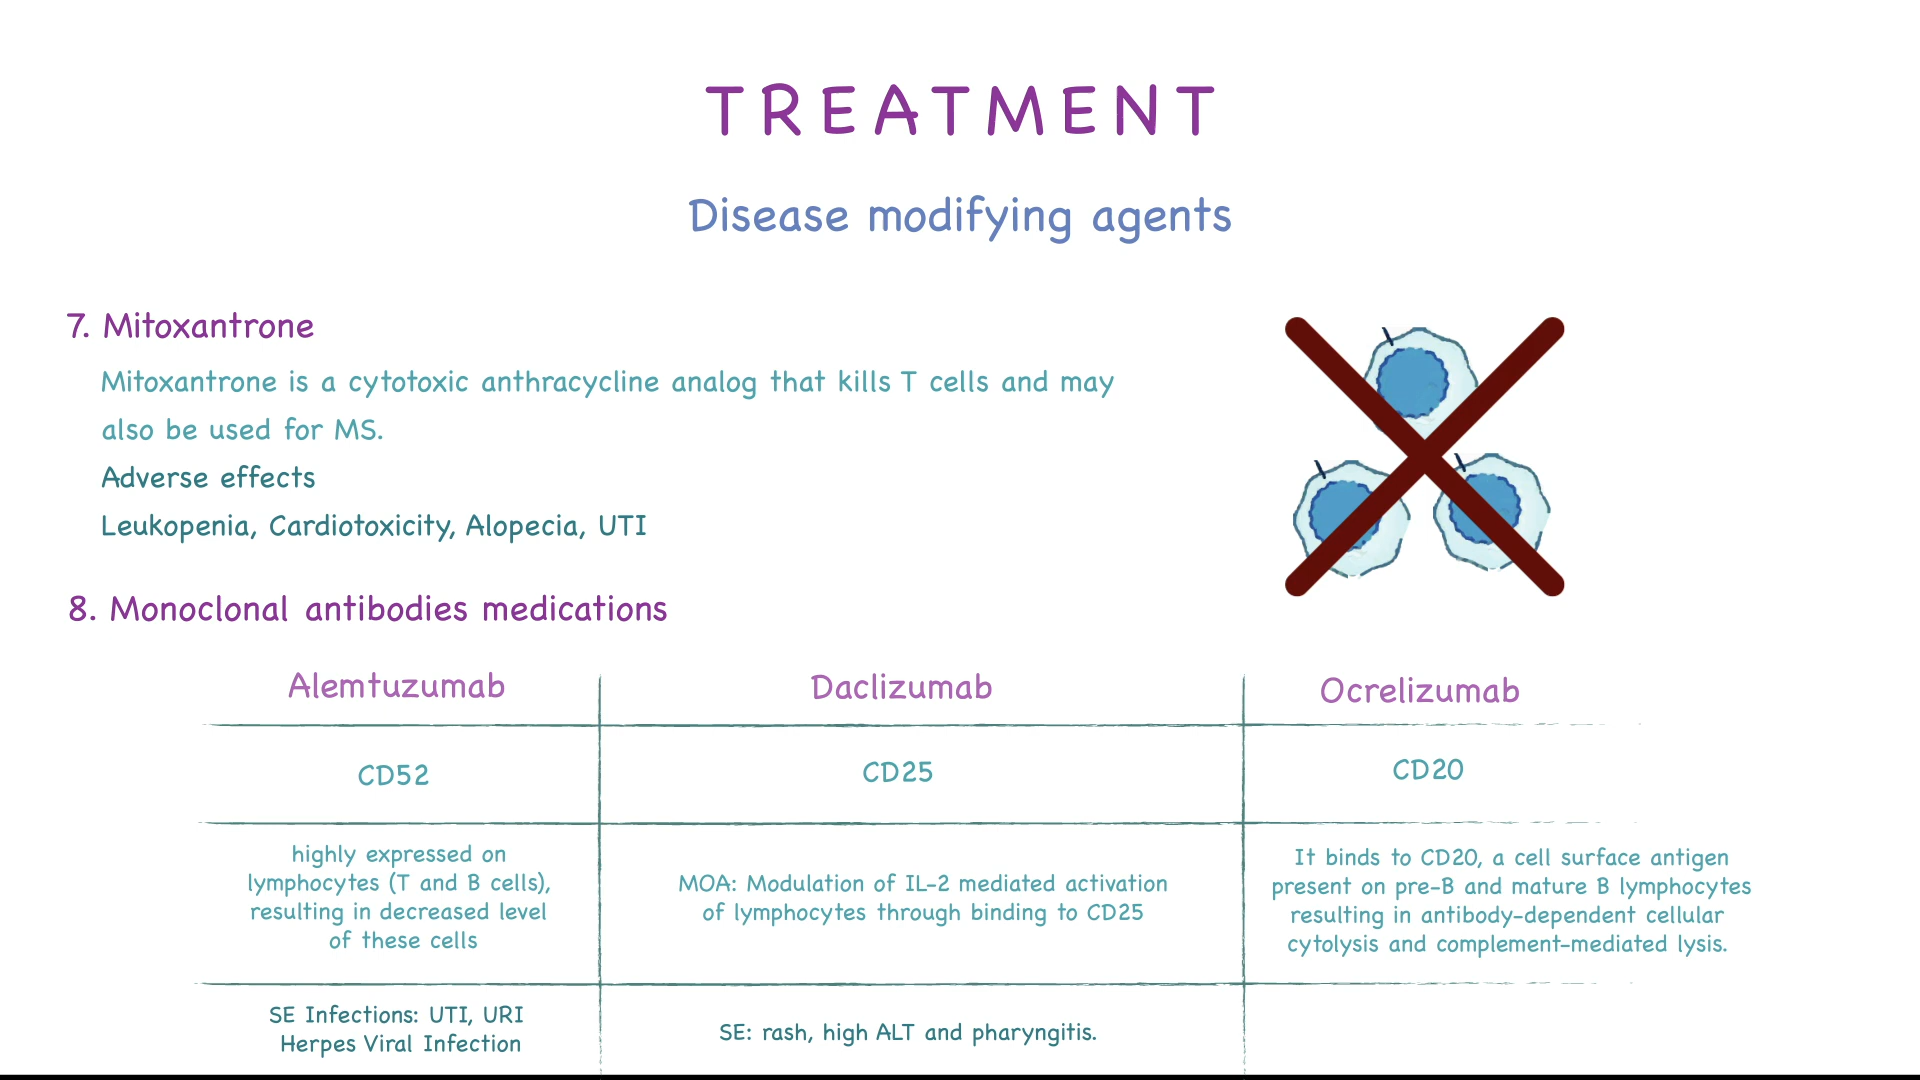 TREATMENT
Disease modifying agents
7. Mitoxantrone
Mitoxantrone is a cytotoxic anthracycline analog that kills T cells and may
also be used for MS.
Adverse effects
Leukopenia, Cardiotoxicity, Alopecia, UTI
8. Monoclonal antibodies medications
Alemtuzumab
Daclizumab
Ocrelizumab
CD52
CD25
CD20
highly expressed on
lymphocytes (T and B cells),
resulting in decreased level
of these cells
MOA: Modulation of IL-2 mediated activation
of lymphocytes through binding to CD25
It binds to CD20, a cell surface antigen
present on pre-B and mature B lymphocytes
resulting in antibody-dependent cellular
cytolysis and complement-mediated lysis.
SE Infections: UTI, URI
Herpes Viral Infection
SE: rash, high ALT and pharyngitis.